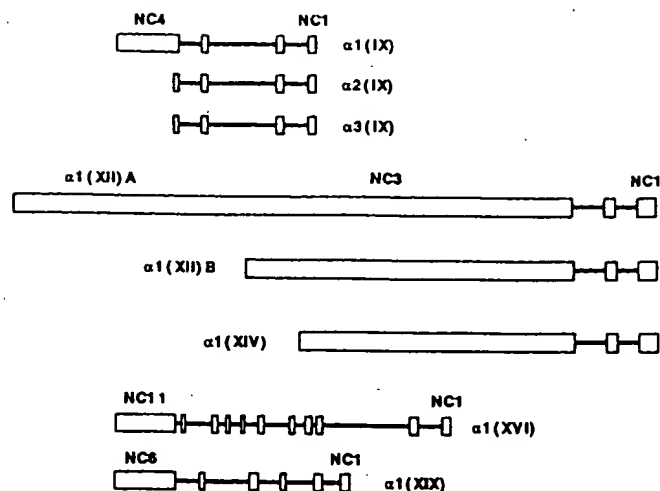 NC4 NC1
α1(IX)
α2(IX)
α3(IX)
α1(XII)A NC3 NC1
α1(XII)B
α1(XIV)
NC11 NC1
α1(XVI)
NC6 NC1
α1(XIX)